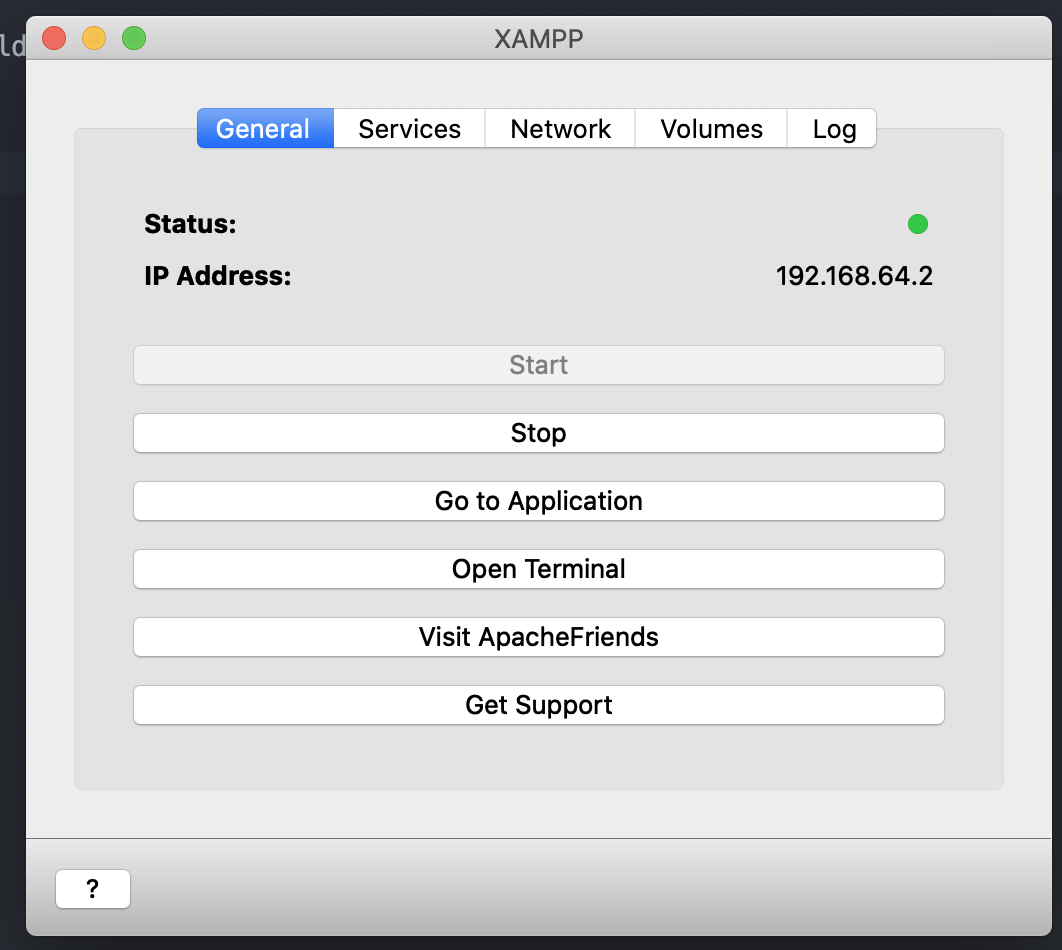 ld
XAMPP
General Services Network Volumes Log
Status:
IP Address: 192.168.64.2
Start
Stop
Go to Application
Open Terminal
Visit ApacheFriends
Get Support
?